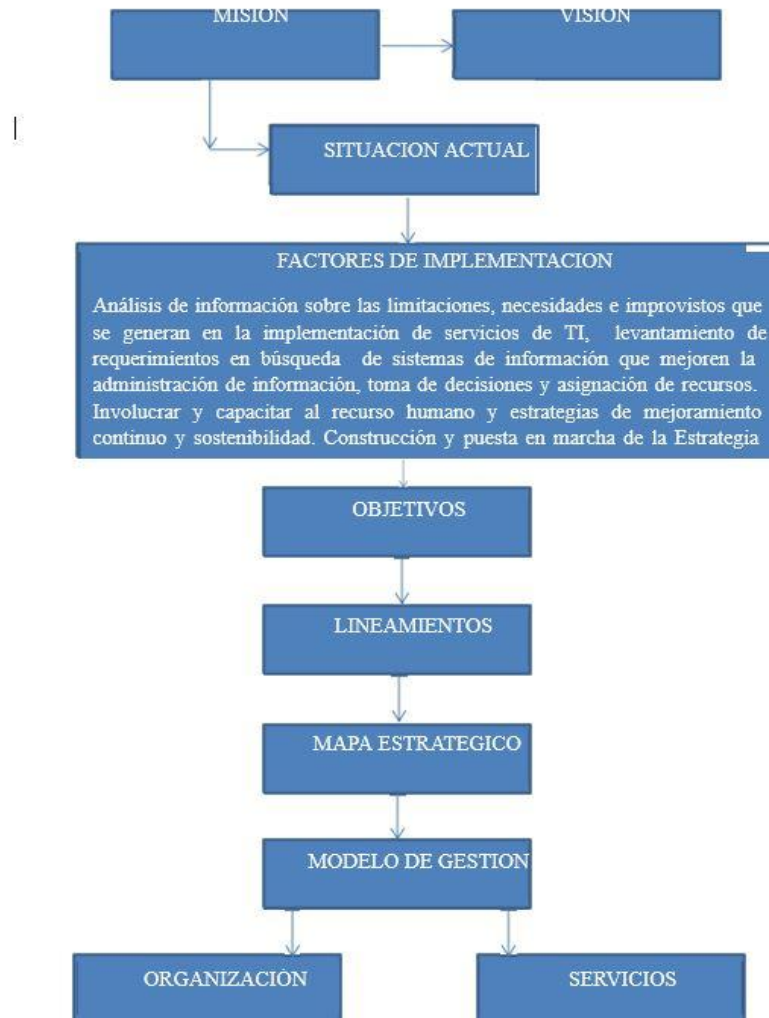 MISION
VISION
SITUACION ACTUAL
FACTORES DE IMPLEMENTACION
Análisis de información sobre las limitaciones, necesidades e improvistos que
se generan en la implementación de servicios de TI, levantamiento de
requerimientos en búsqueda de sistemas de información que mejoren la
administración de información, toma de decisiones y asignación de recursos.
Involucrar y capacitar al recurso humano y estrategias de mejoramiento
continuo y sostenibilidad. Construcción y puesta en marcha de la Estrategia
OBJETIVOS
LINEAMIENTOS
MAPA ESTRATEGICO
MODELO DE GESTION
ORGANIZACIÓN
SERVICIOS